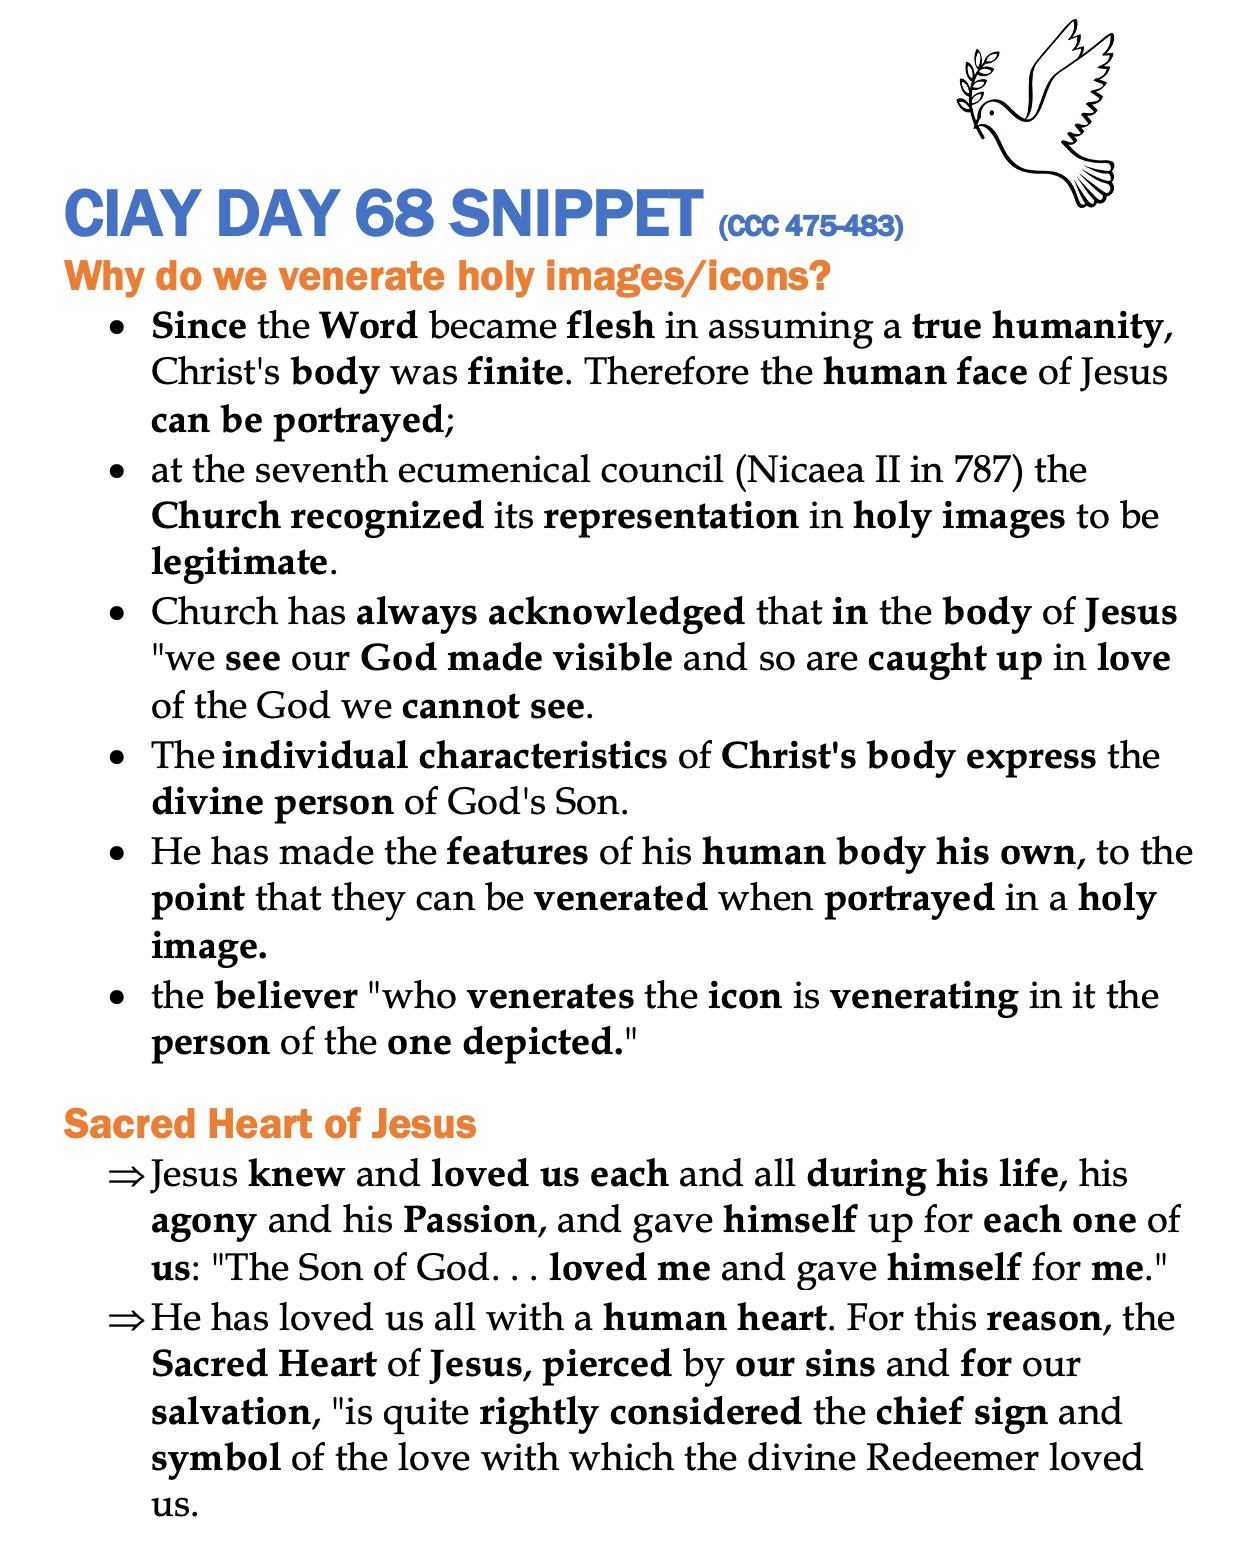 CIAY DAY 68 SNIPPET (CCC 475-483)
Why do we venerate holy images/icons?
• Since the Word became flesh in assuming a true humanity,
Christ's body was finite. Therefore the human face of Jesus
can be portrayed;
• at the seventh ecumenical council (Nicaea II in 787) the
Church recognized its representation in holy images to be
legitimate.
• Church has always acknowledged that in the body of Jesus
"we see our God made visible and so are caught up in love
of the God we cannot see.
• The individual characteristics of Christ's body express the
divine person of God's Son.
• He has made the features of his human body his own, to the
point that they can be venerated when portrayed in a holy
image.
• the believer "who venerates the icon is venerating in it the
person of the one depicted."
Sacred Heart of Jesus
⇒ Jesus knew and loved us each and all during his life, his
agony and his Passion, and gave himself up for each one of
us: "The Son of God. . . loved me and gave himself for me."
⇒ He has loved us all with a human heart. For this reason, the
Sacred Heart of Jesus, pierced by our sins and for our
salvation, "is quite rightly considered the chief sign and
symbol of the love with which the divine Redeemer loved
us.